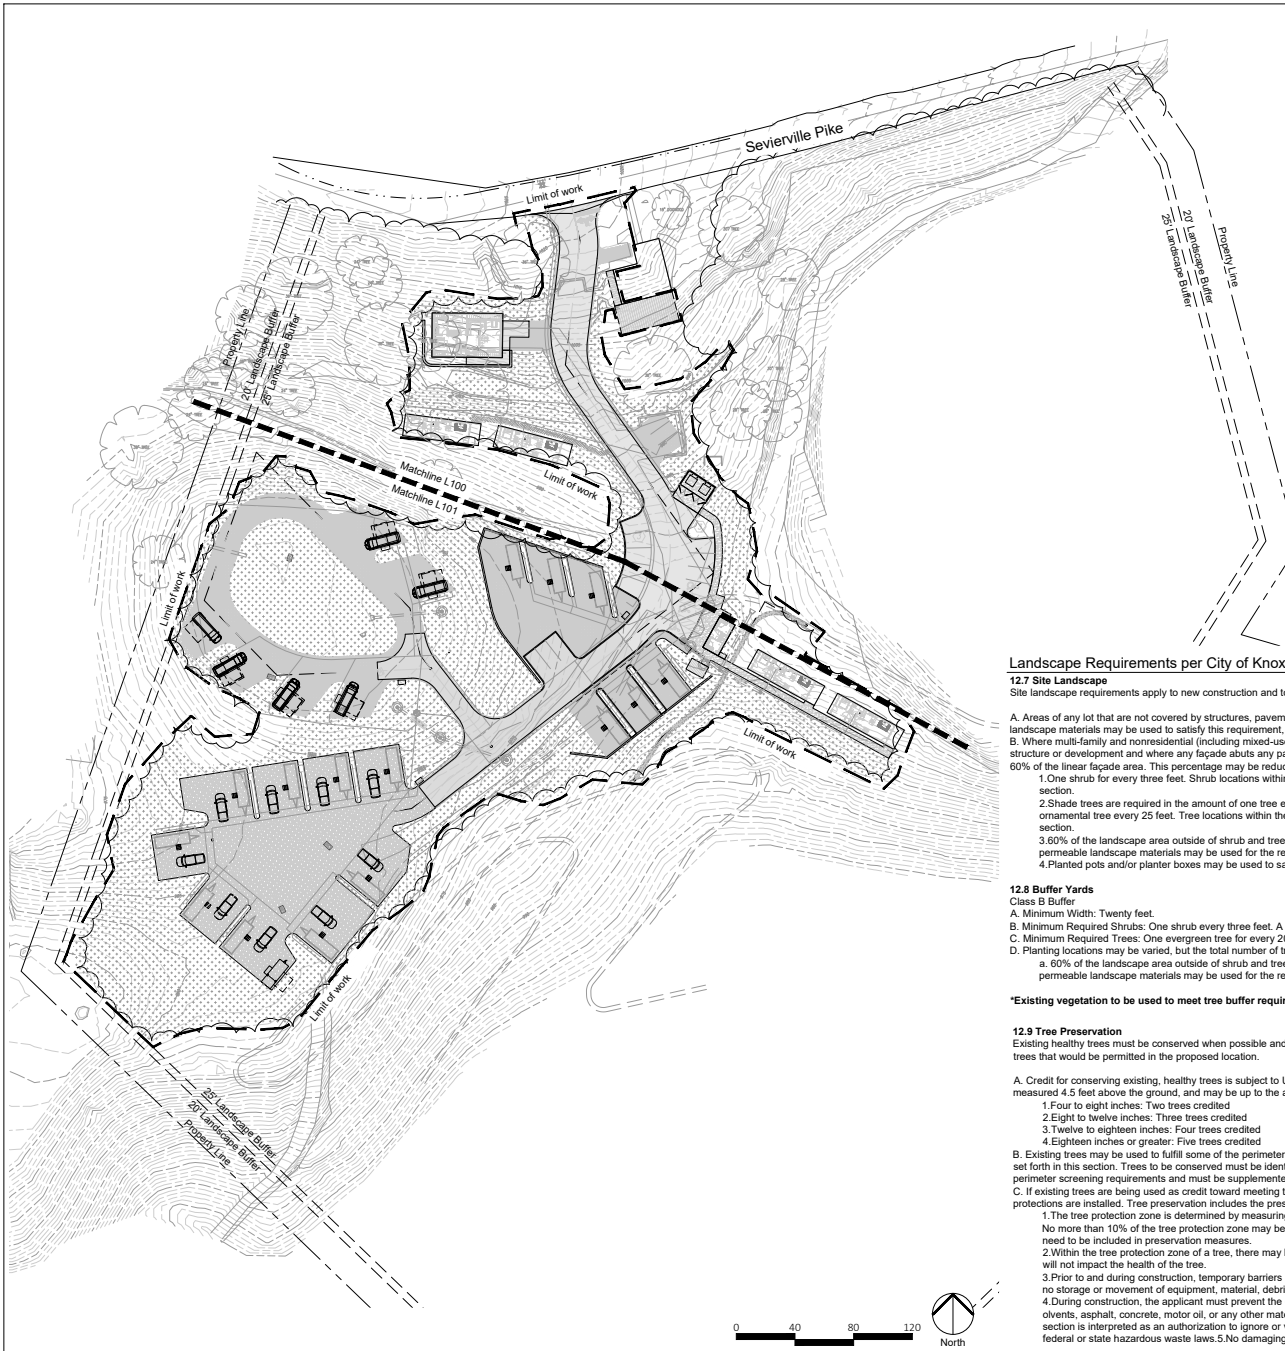 Sevierville Pike
Limit of work
Property Line
20' Landscape Buffer
25' Landscape Buffer
Property Line
20' Landscape Buffer
25' Landscape Buffer
Matchline L100
Matchline L101
Limit of work
Limit of work
Limit of work
Limit of work
25' Landscape Buffer
20' Landscape Buffer
Property Line
0 40 80 120
North
Landscape Requirements per City of Knox
12.7 Site Landscape
Site landscape requirements apply to new construction and t
A. Areas of any lot that are not covered by structures, pavem
landscape materials may be used to satisfy this requirement,
B. Where multi-family and nonresidential (including mixed-us
structure or development and where any façade abuts any pa
60% of the linear façade area. This percentage may be reduc
1.One shrub for every three feet. Shrub locations within
section.
2.Shade trees are required in the amount of one tree e
ornamental tree every 25 feet. Tree locations within the
section.
3.60% of the landscape area outside of shrub and tree
permeable landscape materials may be used for the re
4.Planted pots and/or planter boxes may be used to sa
12.8 Buffer Yards
Class B Buffer
A. Minimum Width: Twenty feet.
B. Minimum Required Shrubs: One shrub every three feet. A
C. Minimum Required Trees: One evergreen tree for every 20
D. Planting locations may be varied, but the total number of t
a. 60% of the landscape area outside of shrub and tree
permeable landscape materials may be used for the re
*Existing vegetation to be used to meet tree buffer requir
12.9 Tree Preservation
Existing healthy trees must be conserved when possible and
trees that would be permitted in the proposed location.
A. Credit for conserving existing, healthy trees is subject to U
measured 4.5 feet above the ground, and may be up to the a
1.Four to eight inches: Two trees credited
2.Eight to twelve inches: Three trees credited
3.Twelve to eighteen inches: Four trees credited
4.Eighteen inches or greater: Five trees credited
B. Existing trees may be used to fulfill some of the perimeter
set forth in this section. Trees to be conserved must be ident
perimeter screening requirements and must be supplemente
C. If existing trees are being used as credit toward meeting t
protections are installed. Tree preservation includes the pres
1.The tree protection zone is determined by measuring
No more than 10% of the tree protection zone may be
need to be included in preservation measures.
2.Within the tree protection zone of a tree, there may
will not impact the health of the tree.
3.Prior to and during construction, temporary barriers
no storage or movement of equipment, material, debri
4.During construction, the applicant must prevent the
olvents, asphalt, concrete, motor oil, or any other mat
section is interpreted as an authorization to ignore or
federal or state hazardous waste laws.5.No damaging